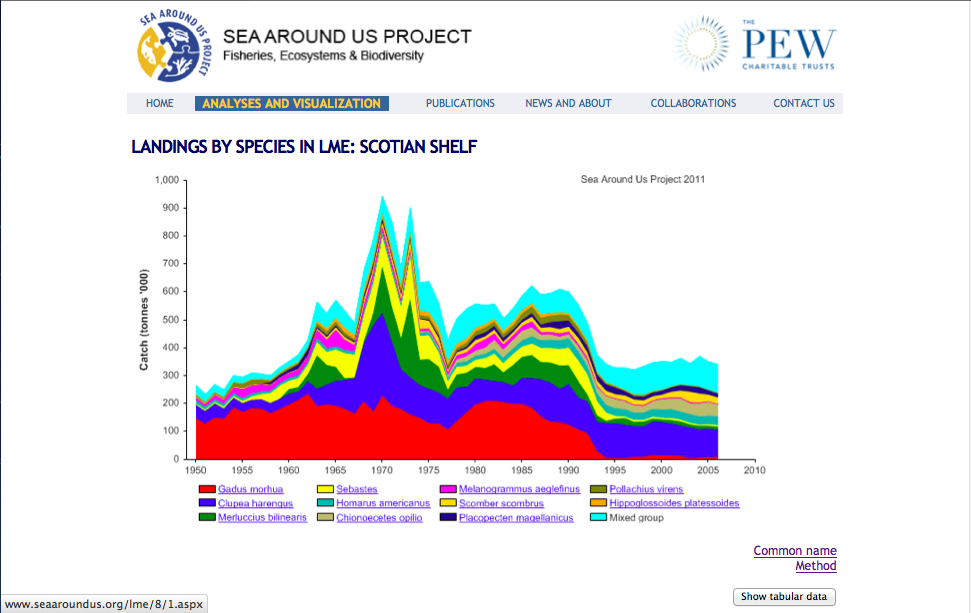 SEA AROUND US PROJECT
SEA AROUND US PROJECT
Fisheries, Ecosystems & Biodiversity
THE
PEW
CHARITABLE TRUSTS
HOME ANALYSES AND VISUALIZATION PUBLICATIONS NEWS AND ABOUT COLLABORATIONS CONTACT US
LANDINGS BY SPECIES IN LME: SCOTIAN SHELF
Sea Around Us Project 2011
Catch (tonnes '000)
1,000
900
800
700
600
500
400
300
200
100
0
1950 1955 1960 1965 1970 1975 1980 1985 1990 1995 2000 2005 2010
Gadus morhua Sebastes Melanogrammus aeglefinus Pollachius virens
Clupea harengus Homarus americanus Scomber scombrus Hippoglossoides platessoides
Merluccius bilinearis Chionoecetes opilio Placopecten magellanicus Mixed group
Common name
Method
Show tabular data
www.seaaroundus.org/lme/8/1.aspx